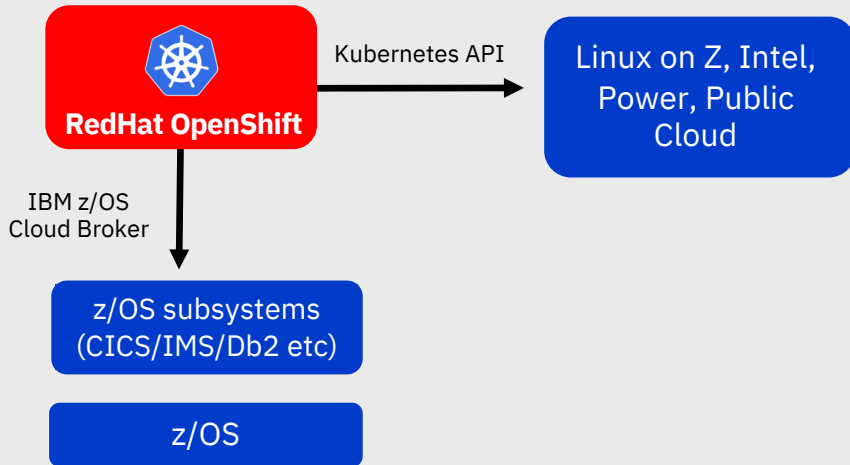 RedHat OpenShift
Kubernetes API
Linux on Z, Intel,
Power, Public
Cloud
IBM z/OS
Cloud Broker
z/OS subsystems
(CICS/IMS/Db2 etc)
z/OS